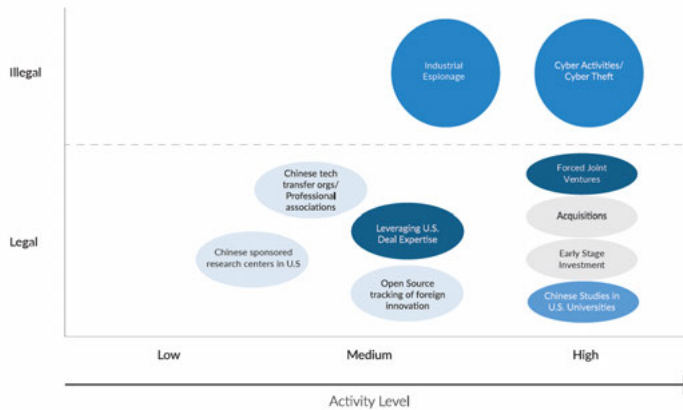 Illegal
Industrial
Espionage
Cyber Activities/
Cyber Theft
Legal
Chinese tech
transfer orgs/
Professional
associations
Forced Joint
Ventures
Leveraging U.S.
Deal Expertise
Acquisitions
Chinese sponsored
research centers in U.S
Early Stage
Investment
Open Source
tracking of foreign
innovation
Chinese Studies in
U.S. Universities
Low
Medium
High
Activity Level